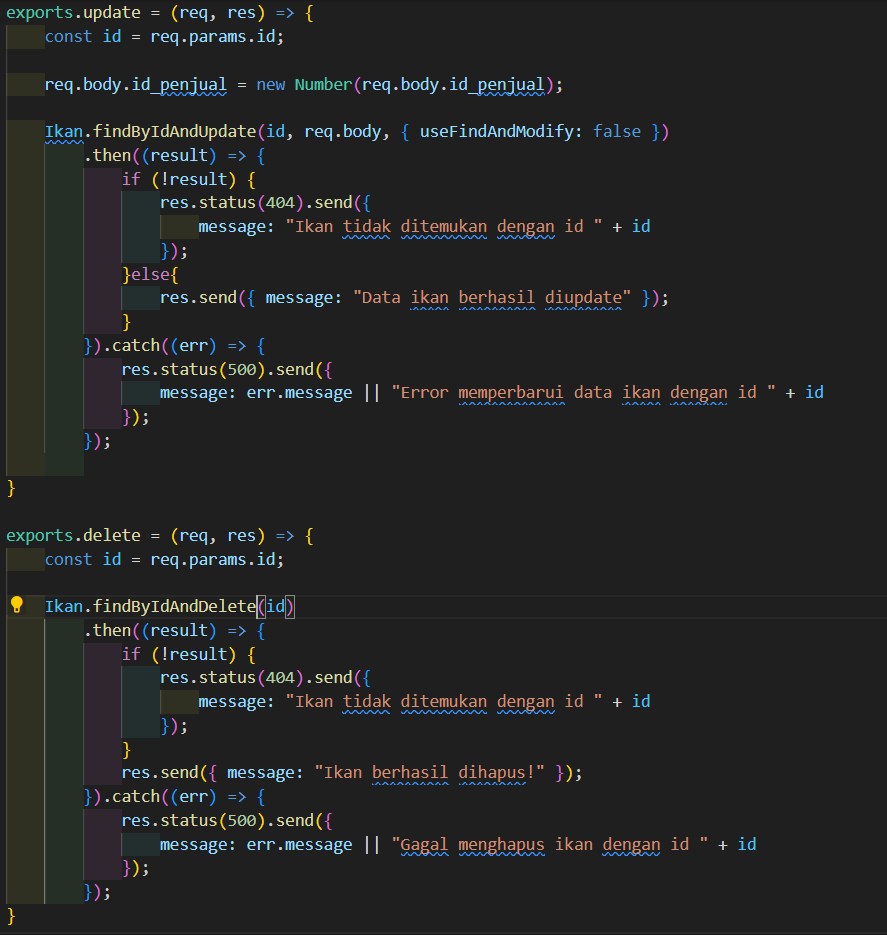 exports.update = (req, res) => {
    const id = req.params.id;

    req.body.id_penjual = new Number(req.body.id_penjual);

    Ikan.findByIdAndUpdate(id, req.body, { useFindAndModify: false })
        .then((result) => {
            if (!result) {
                res.status(404).send({
                    message: "Ikan tidak ditemukan dengan id " + id
                });
            }else{
                res.send({ message: "Data ikan berhasil diupdate" });
            }
        }).catch((err) => {
            res.status(500).send({
                message: err.message || "Error memperbarui data ikan dengan id " + id
            });
        });

}

exports.delete = (req, res) => {
    const id = req.params.id;

    Ikan.findByIdAndDelete(id)
        .then((result) => {
            if (!result) {
                res.status(404).send({
                    message: "Ikan tidak ditemukan dengan id " + id
                });
            }
            res.send({ message: "Ikan berhasil dihapus!" });
        }).catch((err) => {
            res.status(500).send({
                message: err.message || "Gagal menghapus ikan dengan id " + id
            });
        });
}